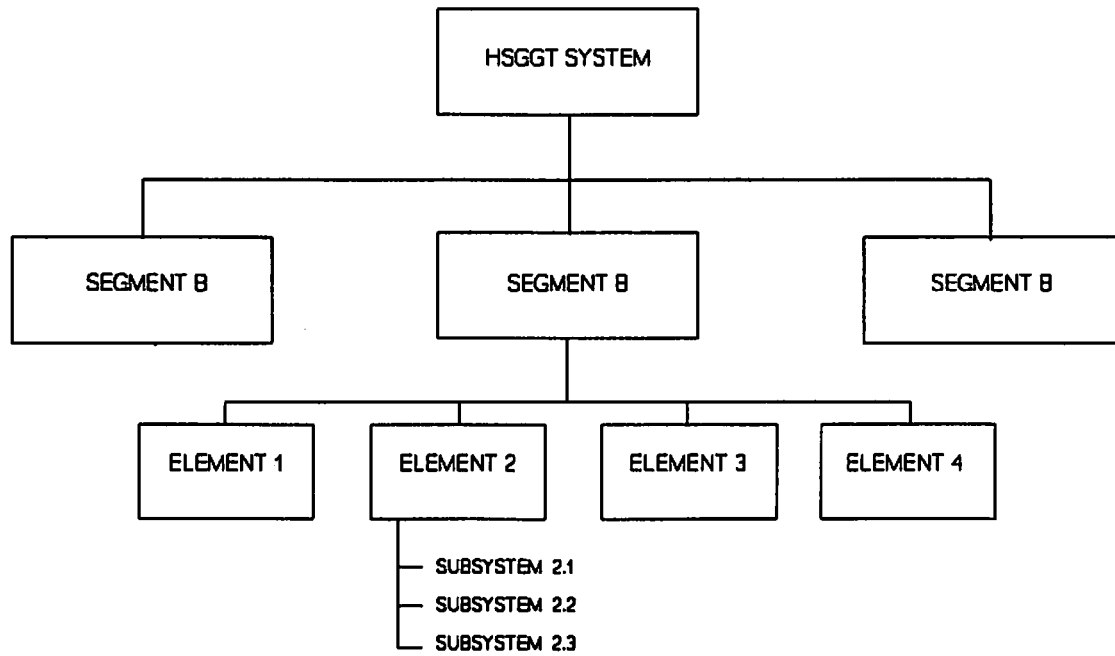 HSGGT SYSTEM
SEGMENT B
SEGMENT B
SEGMENT B
ELEMENT 1
ELEMENT 2
ELEMENT 3
ELEMENT 4
SUBSYSTEM 2.1
SUBSYSTEM 2.2
SUBSYSTEM 2.3